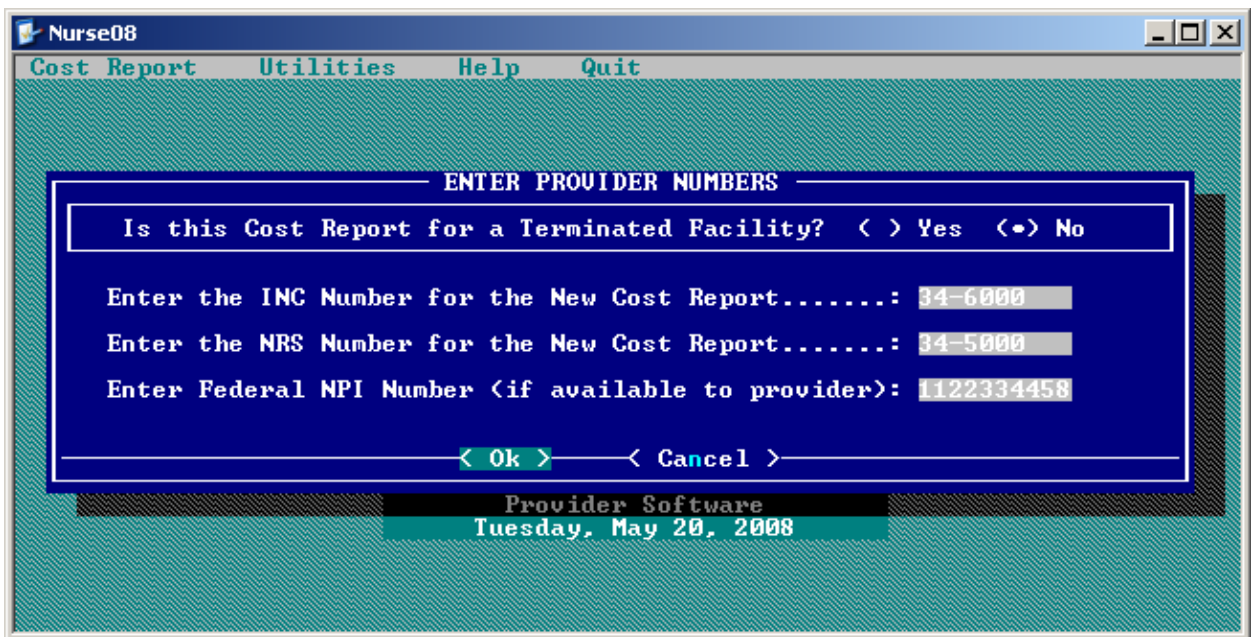 Nurse08
Cost Report Utilities Help Quit
ENTER PROVIDER NUMBERS
Is this Cost Report for a Terminated Facility? ( ) Yes (•) No
Enter the INC Number for the New Cost Report.......: 34-6000
Enter the NRS Number for the New Cost Report.......: 34-5000
Enter Federal NPI Number (if available to provider): 1122334458
< Ok > < Cancel >
Provider Software
Tuesday, May 20, 2008